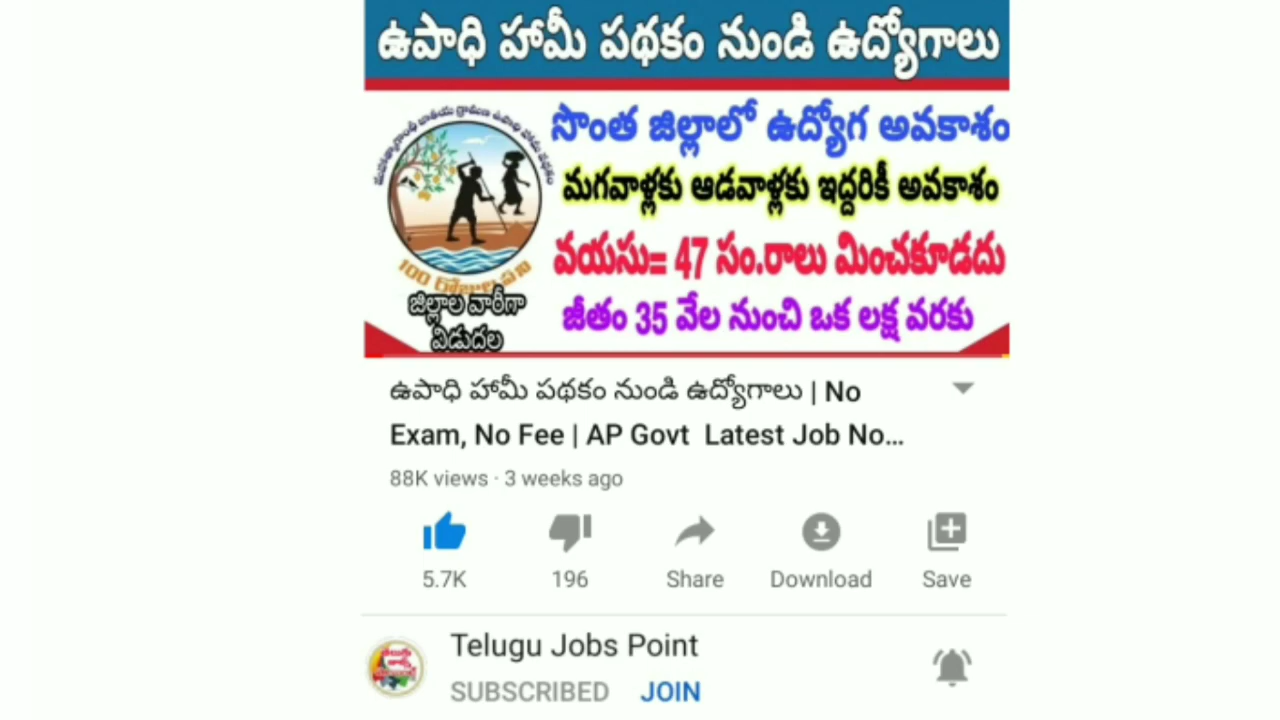 ఉపాధి హామీ పథకం నుండి ఉద్యోగాలు
సొంత జిల్లాలో ఉద్యోగ అవకాశం
మగవాళ్లకు ఆడవాళ్లకు ఇద్దరికీ అవకాశం
వయసు= 47 సం.రాలు మించకూడదు
జీతం 35 వేల నుంచి ఒక లక్ష వరకు
100 రోజుల పని
జిల్లాల వారీగా
విడుదల
ఉపాధి హామీ పథకం నుండి ఉద్యోగాలు | No
Exam, No Fee | AP Govt Latest Job No...
88K views · 3 weeks ago
5.7K
196
Share
Download
Save
Telugu Jobs Point
SUBSCRIBED
JOIN